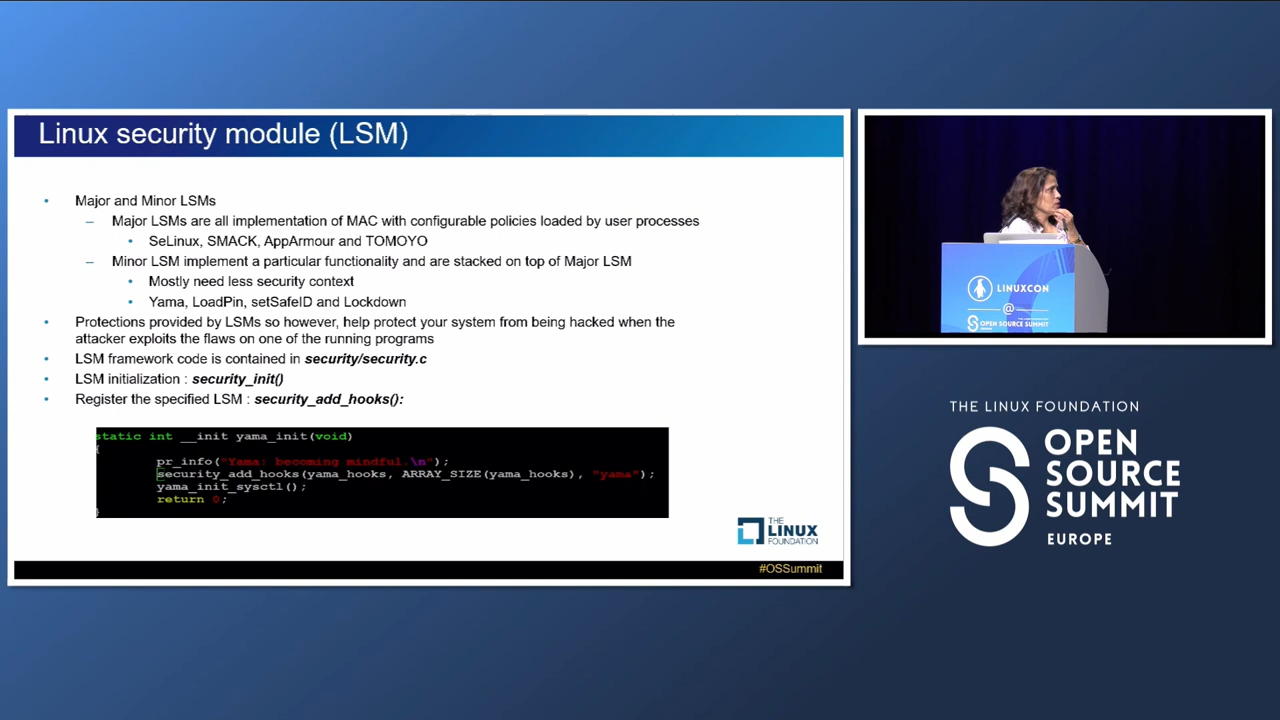 Linux security module (LSM)
• Major and Minor LSMs
– Major LSMs are all implementation of MAC with configurable policies loaded by user processes
• SeLinux, SMACK, AppArmour and TOMOYO
– Minor LSM implement a particular functionality and are stacked on top of Major LSM
• Mostly need less security context
• Yama, LoadPin, setSafeID and Lockdown
• Protections provided by LSMs so however, help protect your system from being hacked when the
attacker exploits the flaws on one of the running programs
• LSM framework code is contained in security/security.c
• LSM initialization : security_init()
• Register the specified LSM : security_add_hooks():
static int __init yama_init(void)
{
pr_info("Yama: becoming mindful.\n");
security_add_hooks(yama_hooks, ARRAY_SIZE(yama_hooks), "yama");
yama_init_sysctl();
return 0;
}
THE
LINUX
FOUNDATION
#OSSummit
LINUXCON
@
OPEN SOURCE SUMMIT
THE LINUX FOUNDATION
OPEN
SOURCE
SUMMIT
EUROPE